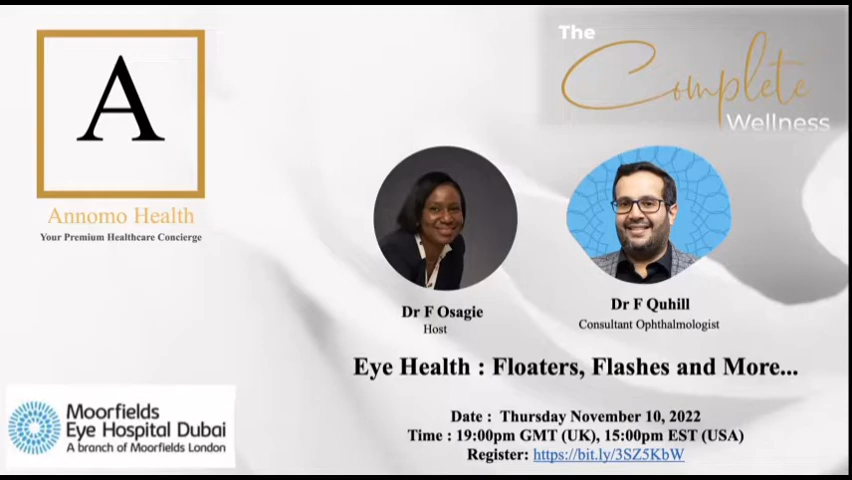 A
Annomo Health
Your Premium Healthcare Concierge
The
Complete
Wellness
Dr F Osagie
Host
Dr F Quhill
Consultant Ophthalmologist
Eye Health : Floaters, Flashes and More...
Moorfields
Eye Hospital Dubai
A branch of Moorfields London
Date : Thursday November 10, 2022
Time : 19:00pm GMT (UK), 15:00pm EST (USA)
Register: https://bit.ly/3SZ5KbW